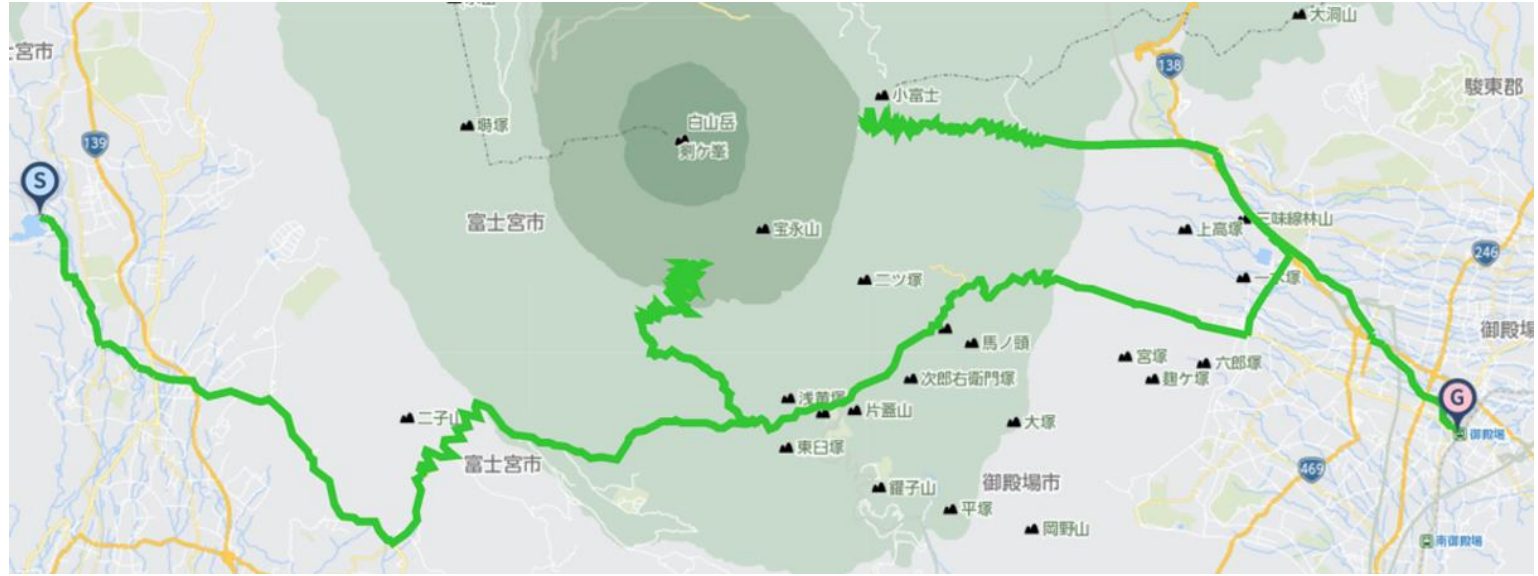 大洞山
富士宮市
138
小富士
駿東郡
白山岳
剣ケ峯
塒塚
139
S
富士宮市
宝永山
上高塚
三味線林山
246
二ツ塚
一本塚
馬ノ頭
御殿場
宮塚
六郎塚
次郎右衛門塚
麹ケ塚
浅黄塚
片蓋山
二子山
大塚
G
御殿場
東臼塚
富士宮市
469
御殿場市
平塚
岡野山
南御殿場